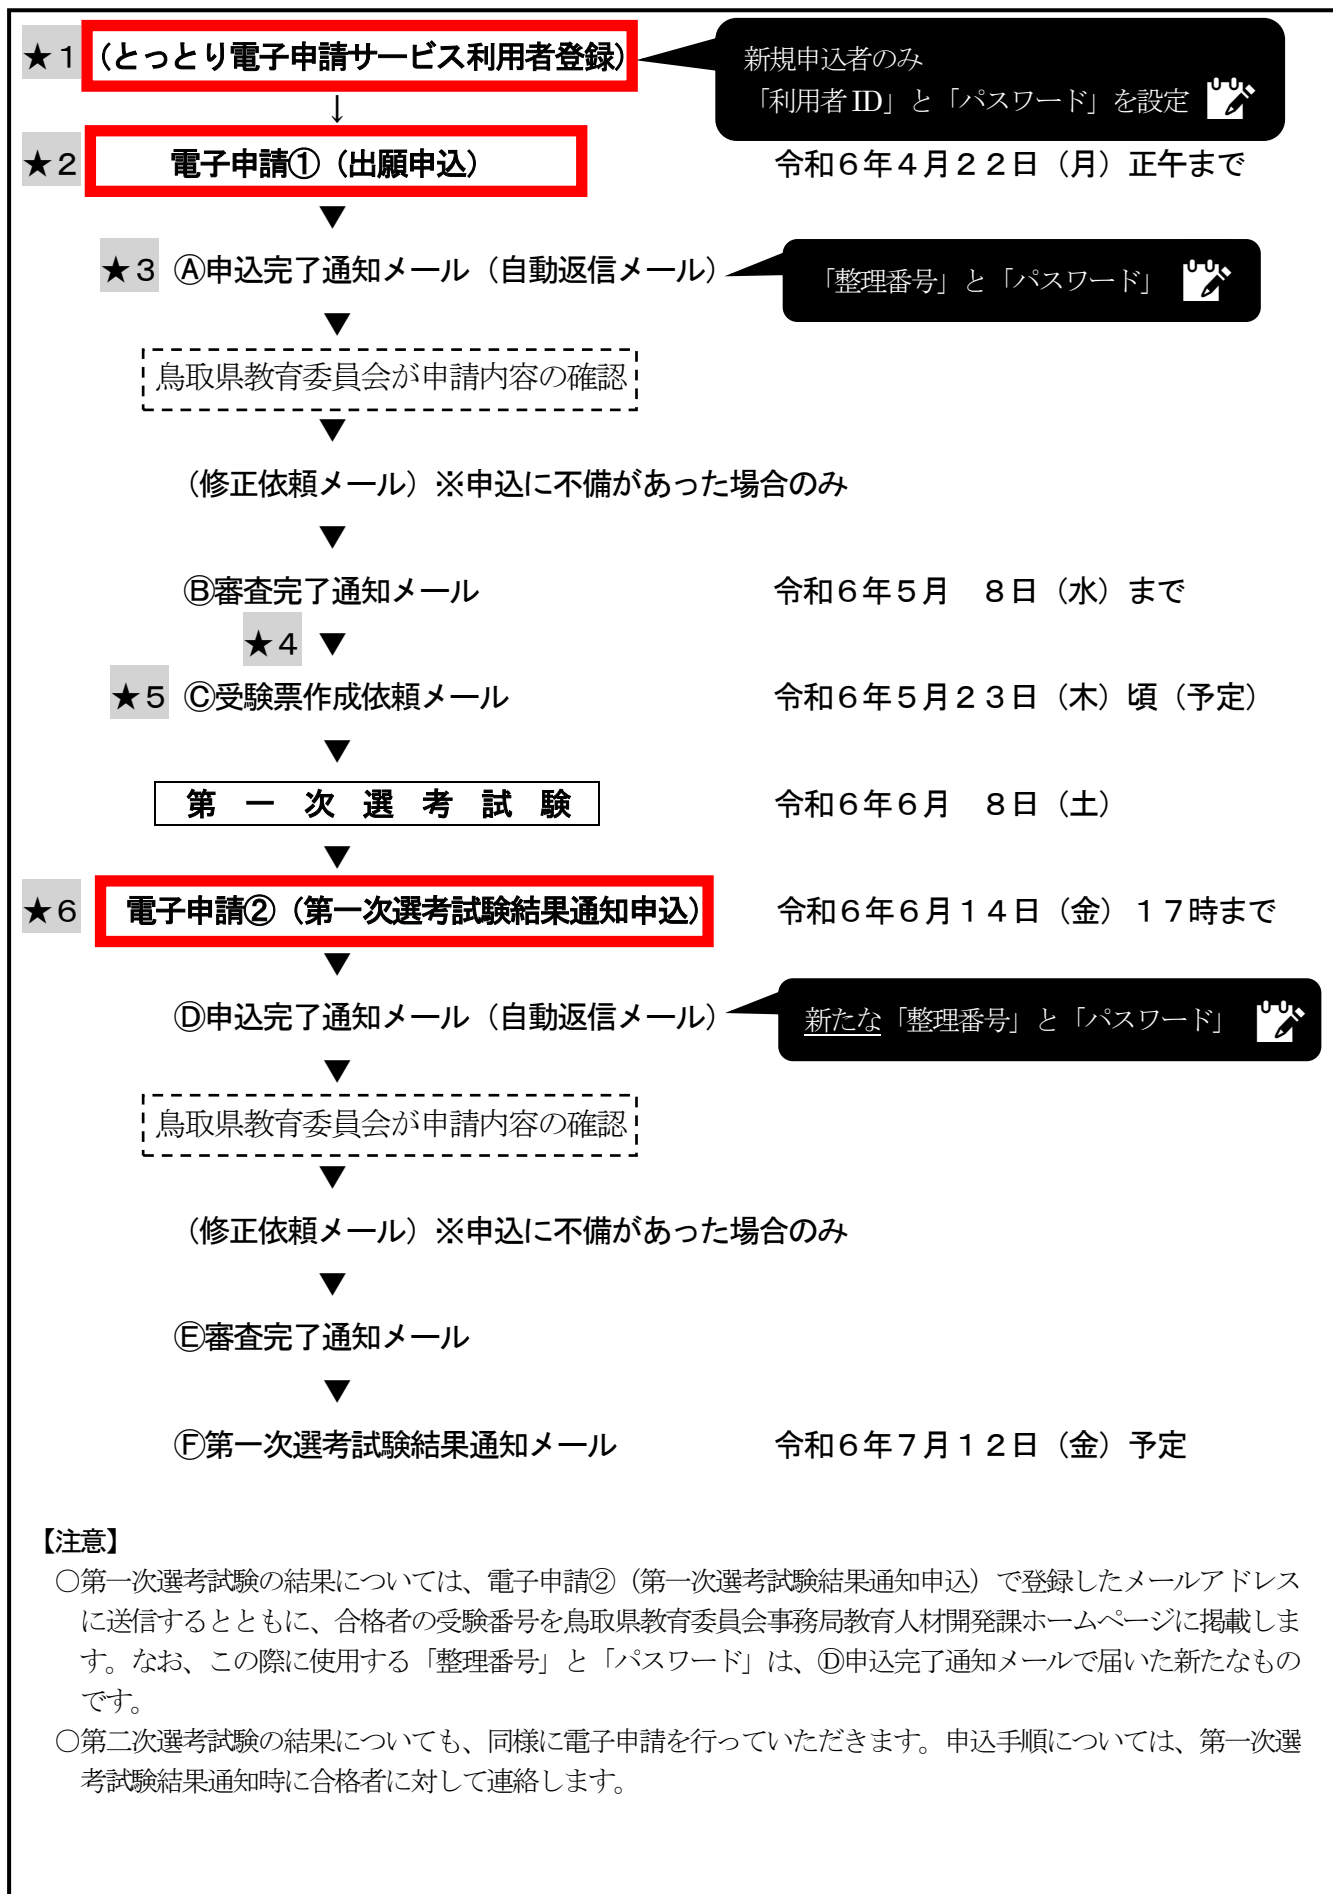 ★１ （とっとり電子申請サービス利用者登録）
新規申込者のみ
「利用者 ID」と「パスワード」を設定
↓
★２ 電子申請①（出願申込） 令和６年４月２２日（月）正午まで
▼
★３ Ⓐ申込完了通知メール（自動返信メール） 「整理番号」と「パスワード」
▼
鳥取県教育委員会が申請内容の確認
▼
（修正依頼メール）※申込に不備があった場合のみ
▼
Ⓑ審査完了通知メール 令和６年５月　８日（水）まで
★４ ▼
★５ Ⓒ受験票作成依頼メール 令和６年５月２３日（木）頃（予定）
▼
第　一　次　選　考　試　験 令和６年６月　８日（土）
▼
★６ 電子申請②（第一次選考試験結果通知申込） 令和６年６月１４日（金）１７時まで
▼
Ⓓ申込完了通知メール（自動返信メール） 新たな「整理番号」と「パスワード」
▼
鳥取県教育委員会が申請内容の確認
▼
（修正依頼メール）※申込に不備があった場合のみ
▼
Ⓔ審査完了通知メール
▼
Ⓕ第一次選考試験結果通知メール 令和６年７月１２日（金）予定
【注意】
○第一次選考試験の結果については、電子申請②（第一次選考試験結果通知申込）で登録したメールアドレス
に送信するとともに、合格者の受験番号を鳥取県教育委員会事務局教育人材開発課ホームページに掲載しま
す。なお、この際に使用する「整理番号」と「パスワード」は、Ⓓ申込完了通知メールで届いた新たなもの
です。
○第二次選考試験の結果についても、同様に電子申請を行っていただきます。申込手順については、第一次選
考試験結果通知時に合格者に対して連絡します。